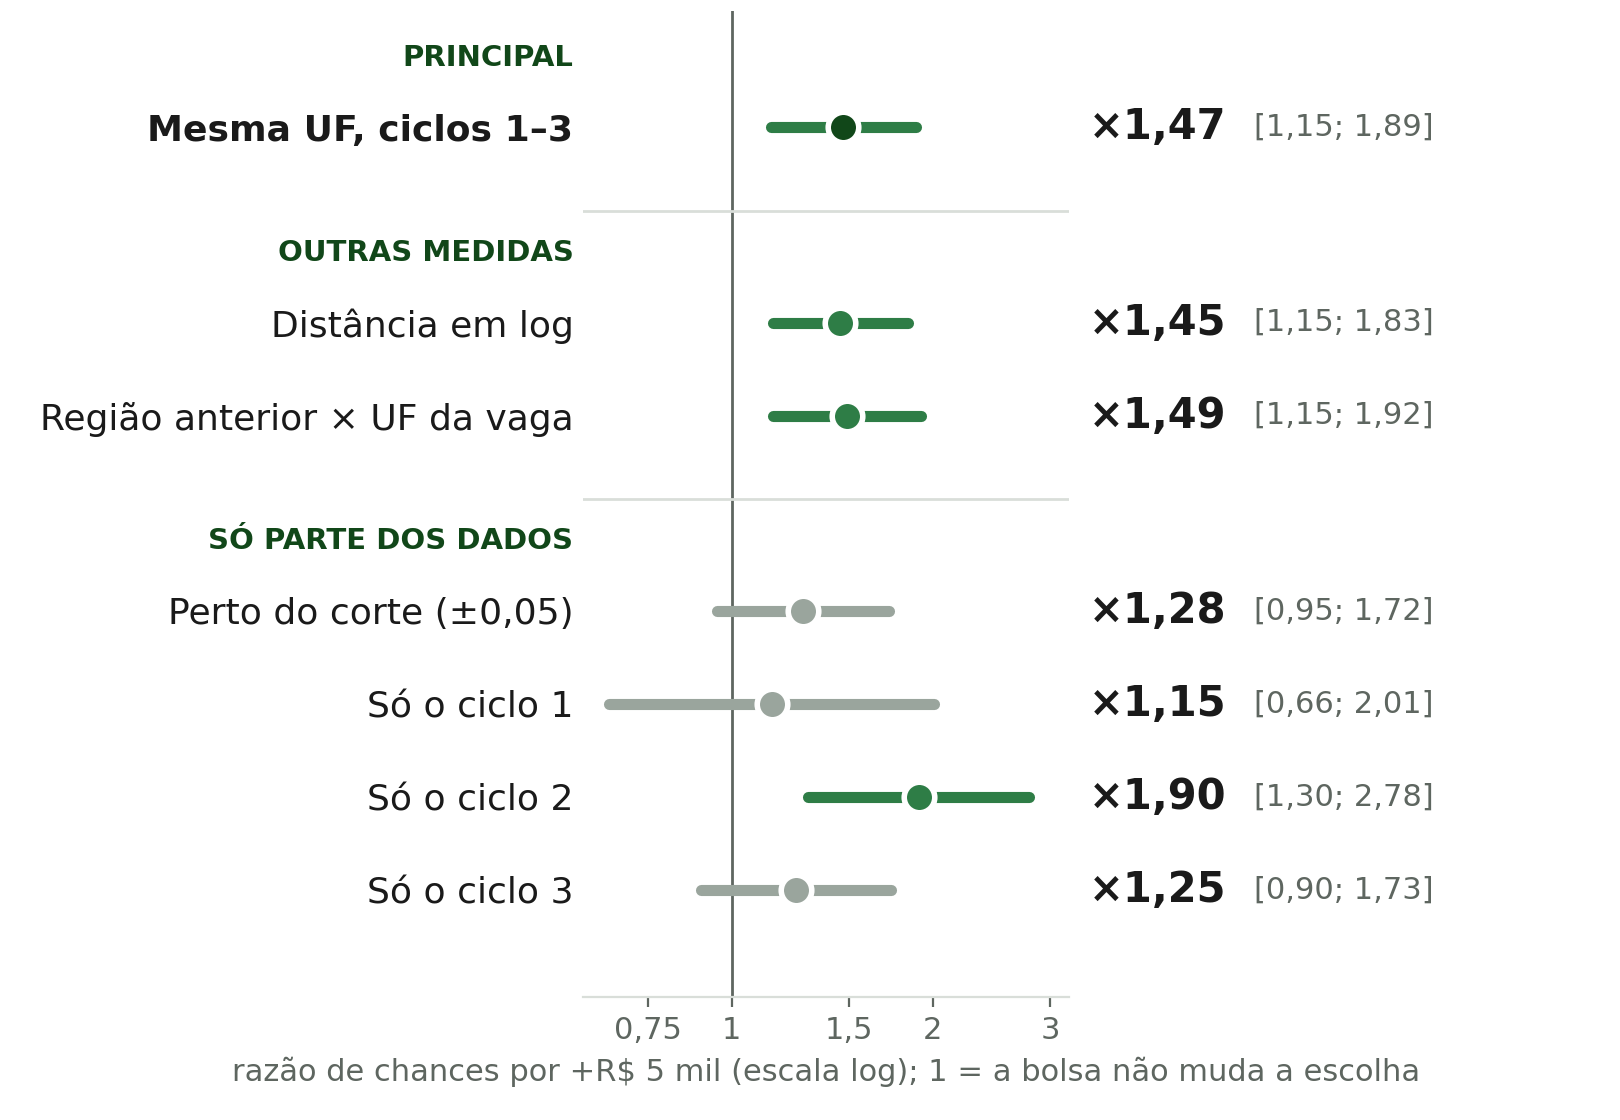 PRINCIPAL
Mesma UF, ciclos 1–3 ×1,47 [1,15; 1,89]
OUTRAS MEDIDAS
Distância em log ×1,45 [1,15; 1,83]
Região anterior × UF da vaga ×1,49 [1,15; 1,92]
SÓ PARTE DOS DADOS
Perto do corte (±0,05) ×1,28 [0,95; 1,72]
Só o ciclo 1 ×1,15 [0,66; 2,01]
Só o ciclo 2 ×1,90 [1,30; 2,78]
Só o ciclo 3 ×1,25 [0,90; 1,73]
0,75 1 1,5 2 3
razão de chances por +R$ 5 mil (escala log); 1 = a bolsa não muda a escolha